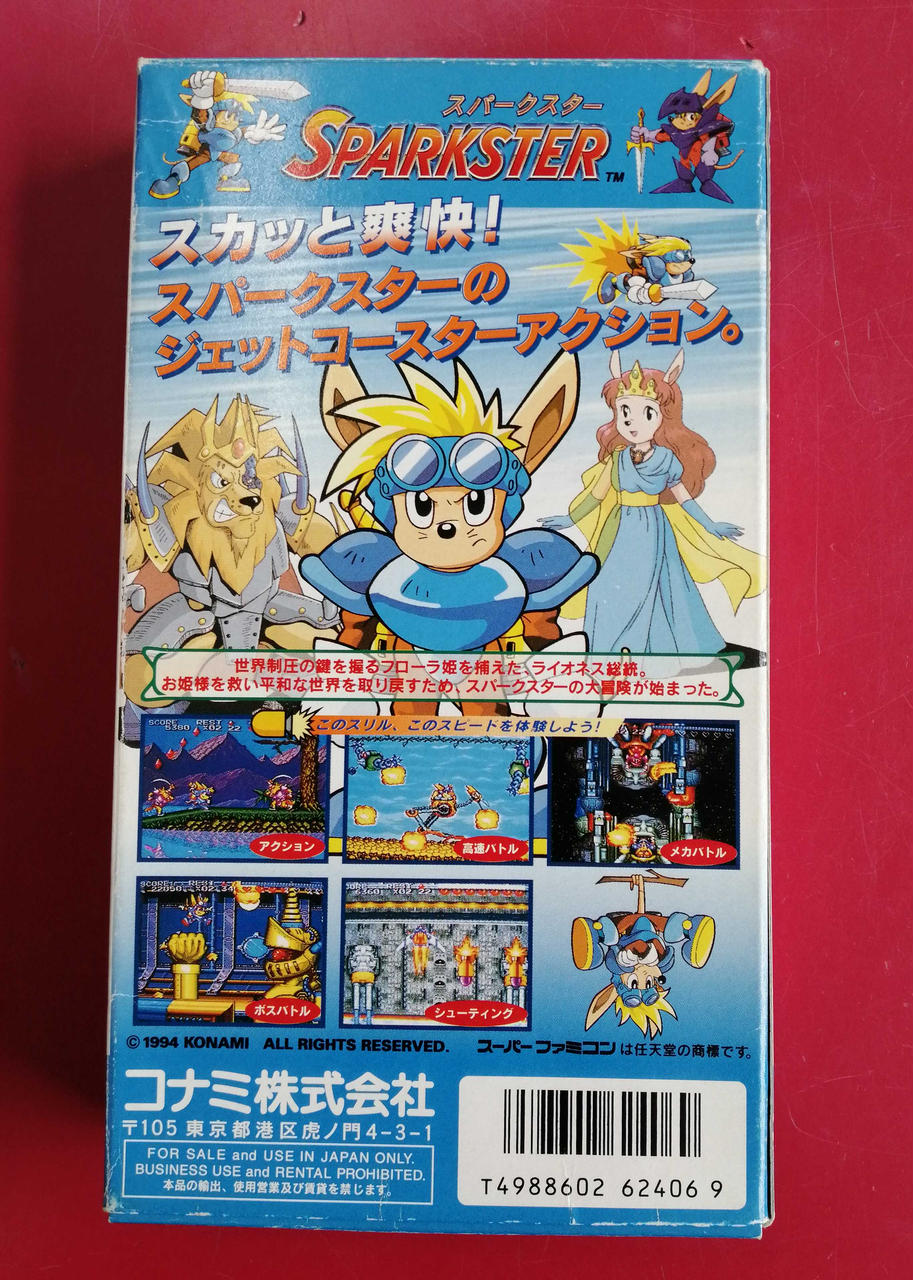 スパークスター
SPARKSTER™
スカッと爽快!
スパークスターの
ジェットコースターアクション。
世界制圧の鍵を握るフローラ姫を捕えた、ライオネス総統。
お姫様を救い平和な世界を取り戻すため、スパークスターの大冒険が始まった。
このスリル、このスピードを体験しよう!
SCORE REST
5380 ×02 22
アクション
高速バトル
メカバトル
SCORE REST
22050 ×02 34
ボスバトル
シューティング
© 1994 KONAMI ALL RIGHTS RESERVED.
スーパーファミコンは任天堂の商標です。
コナミ株式会社
〒105 東京都港区虎ノ門4-3-1
FOR SALE and USE IN JAPAN ONLY.
BUSINESS USE and RENTAL PROHIBITED.
本品の輸出、使用営業及び賃貸を禁じます。
T4988602 62406 9